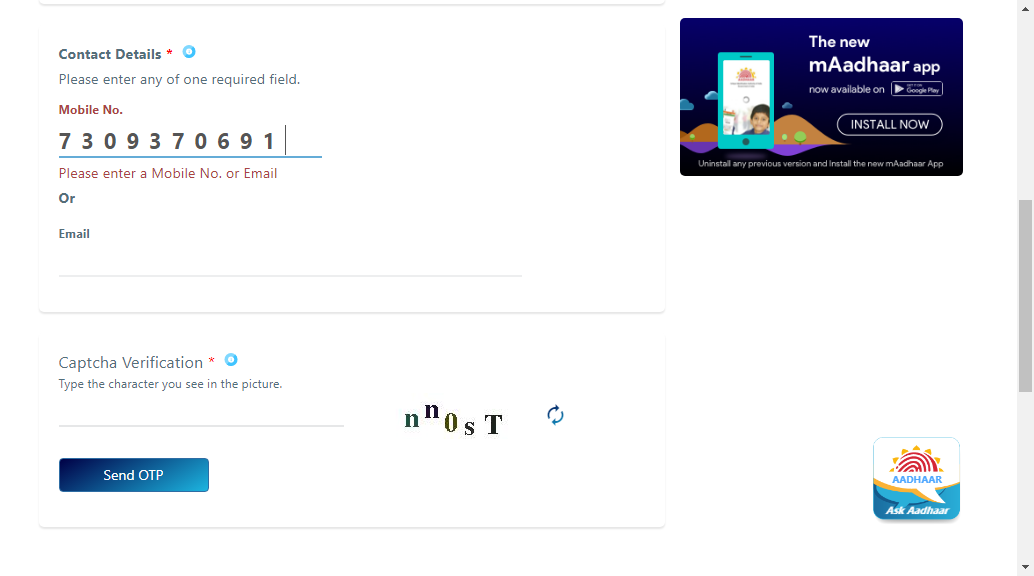 Contact Details *
Please enter any of one required field.
Mobile No.
7309370691
Please enter a Mobile No. or Email
Or
Email
Captcha Verification *
Type the character you see in the picture.
nn0sT
Send OTP
The new
mAadhaar app
now available on GET IT ON Google Play
INSTALL NOW
Uninstall any previous version and Install the new mAadhaar App
AADHAAR
Ask Aadhaar